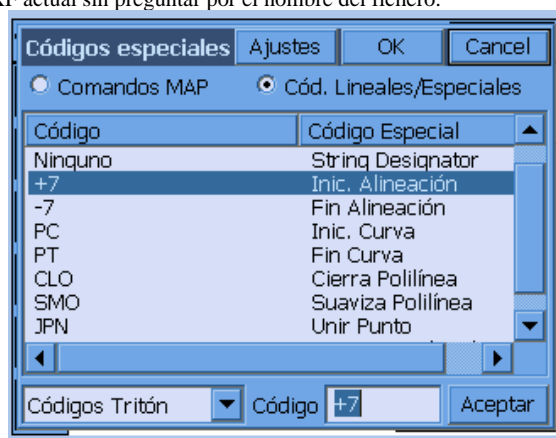 actual sin preguntar por el nombre del fichero.
Códigos especiales Ajustes OK Cancel
Comandos MAP Cód. Lineales/Especiales
Código Código Especial
Ninguno String Designator
+7 Inic. Alineación
-7 Fin Alineación
PC Inic. Curva
PT Fin Curva
CLO Cierra Polilínea
SMO Suaviza Polilínea
JPN Unir Punto
Códigos Tritón Código +7 Aceptar